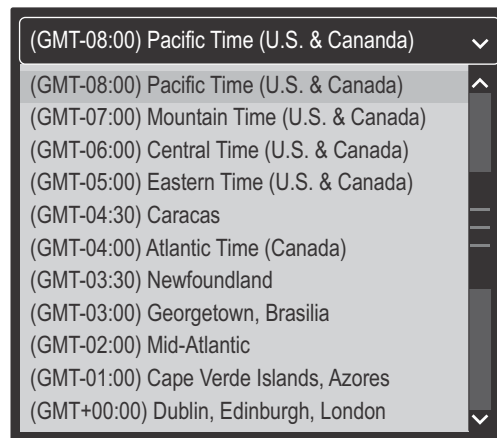 (GMT-08:00) Pacific Time (U.S. & Cananda)
(GMT-08:00) Pacific Time (U.S. & Canada)
(GMT-07:00) Mountain Time (U.S. & Canada)
(GMT-06:00) Central Time (U.S. & Canada)
(GMT-05:00) Eastern Time (U.S. & Canada)
(GMT-04:30) Caracas
(GMT-04:00) Atlantic Time (Canada)
(GMT-03:30) Newfoundland
(GMT-03:00) Georgetown, Brasilia
(GMT-02:00) Mid-Atlantic
(GMT-01:00) Cape Verde Islands, Azores
(GMT+00:00) Dublin, Edinburgh, London